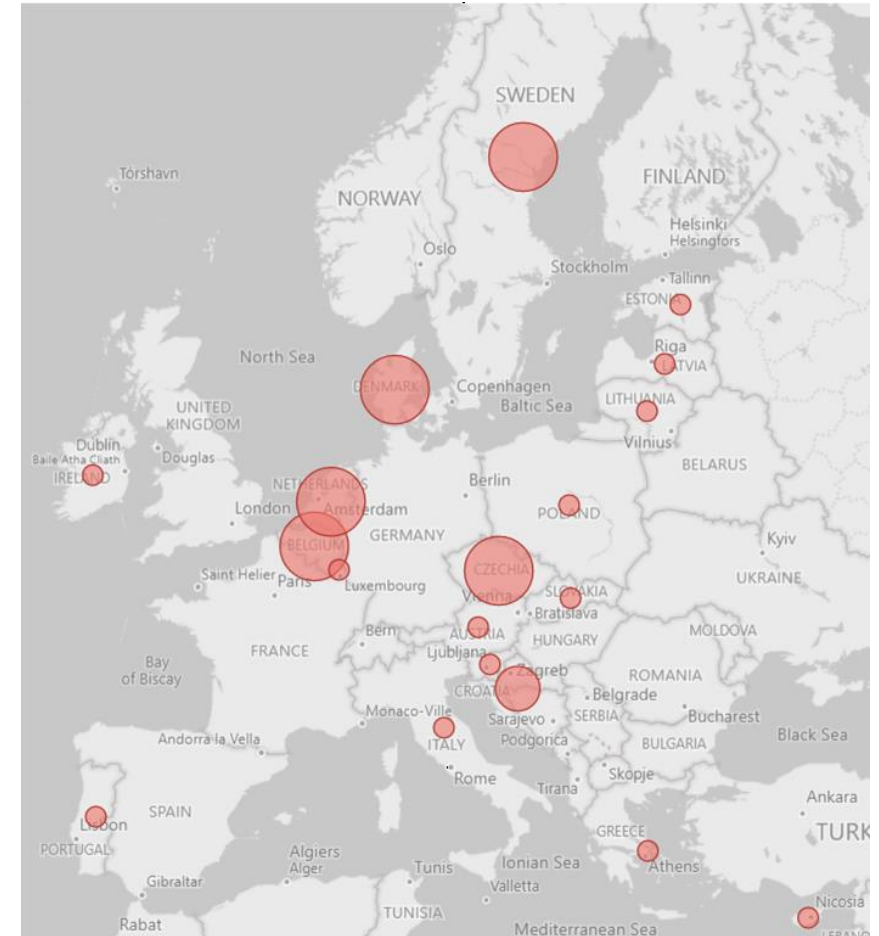 SWEDEN
Tórshavn
FINLAND
NORWAY
Helsinki
Helsingfors
Oslo
Stockholm
Tallinn
ESTONIA
Riga
LATVIA
North Sea
DENMARK
Copenhagen
Baltic Sea
LITHUANIA
UNITED
KINGDOM
Vilnius
Dublin
Baile Atha Cliath
Douglas
BELARUS
IRELAND
NETHERLANDS
Berlin
London
Amsterdam
POLAND
GERMANY
BELGIUM
Kyiv
CZECHIA
Saint Helier
Paris
Luxembourg
UKRAINE
Vienna
SLOVAKIA
Bratislava
Bern
AUSTRIA
HUNGARY
MOLDOVA
FRANCE
Ljubljana
Zagreb
Bay
of Biscay
ROMANIA
CROATIA
Belgrade
Monaco-Ville
Sarajevo
SERBIA
Bucharest
Andorra la Vella
ITALY
Podgorica
BULGARIA
Black Sea
Rome
Skopje
Tirana
Ankara
SPAIN
Lisbon
GREECE
TURK
PORTUGAL
Algiers
Alger
Tunis
Ionian Sea
Athens
Gibraltar
Valletta
Nicosia
Rabat
TUNISIA
Mediterranean Sea
LEBANO